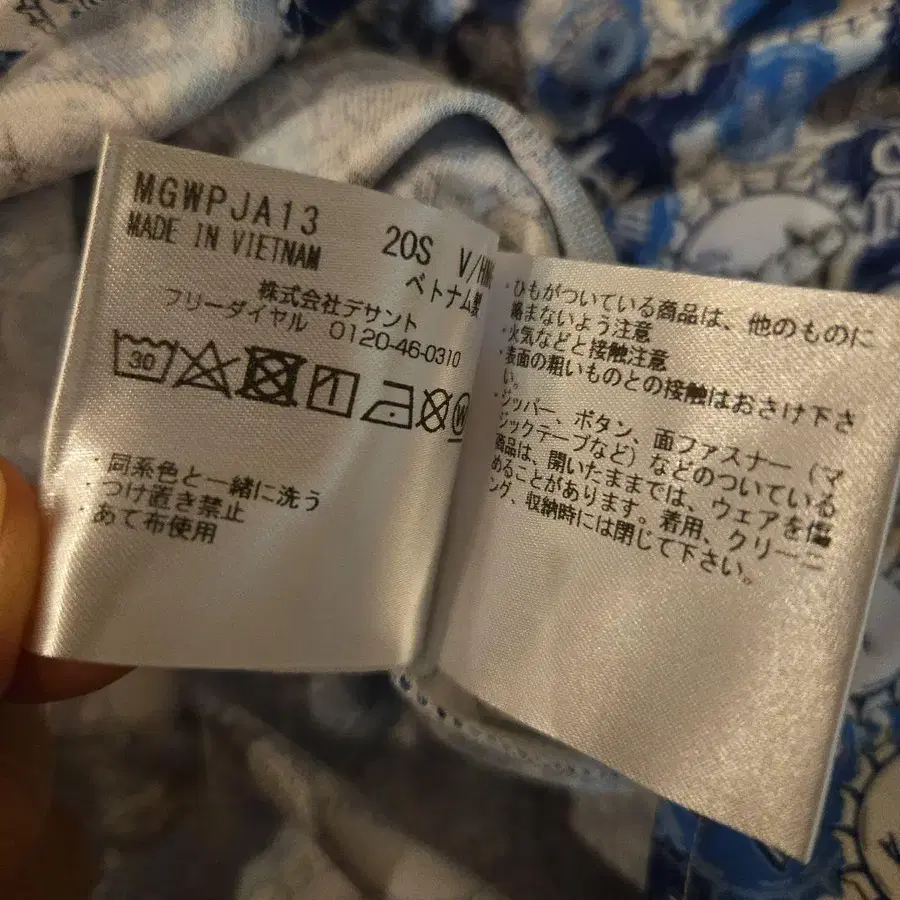 MGWPJA13
20S V/HM
MADE IN VIETNAM
ベトナム製
株式会社デサント
フリーダイヤル 0120-46-0310
30
W
・同系色と一緒に洗う
・つけ置き禁止
・あて布使用
・ひもがついている商品は、他のものに
絡まないよう注意
・火気などと接触注意
・表面の粗いものとの接触はおさけ下さ
い。
・ジッパー、ボタン、面ファスナー（マ
ジックテープなど）などのついている
商品は、開いたままでは、ウェアを傷
めることがあります。着用、クリーニ
ング、収納時には閉じて下さい。